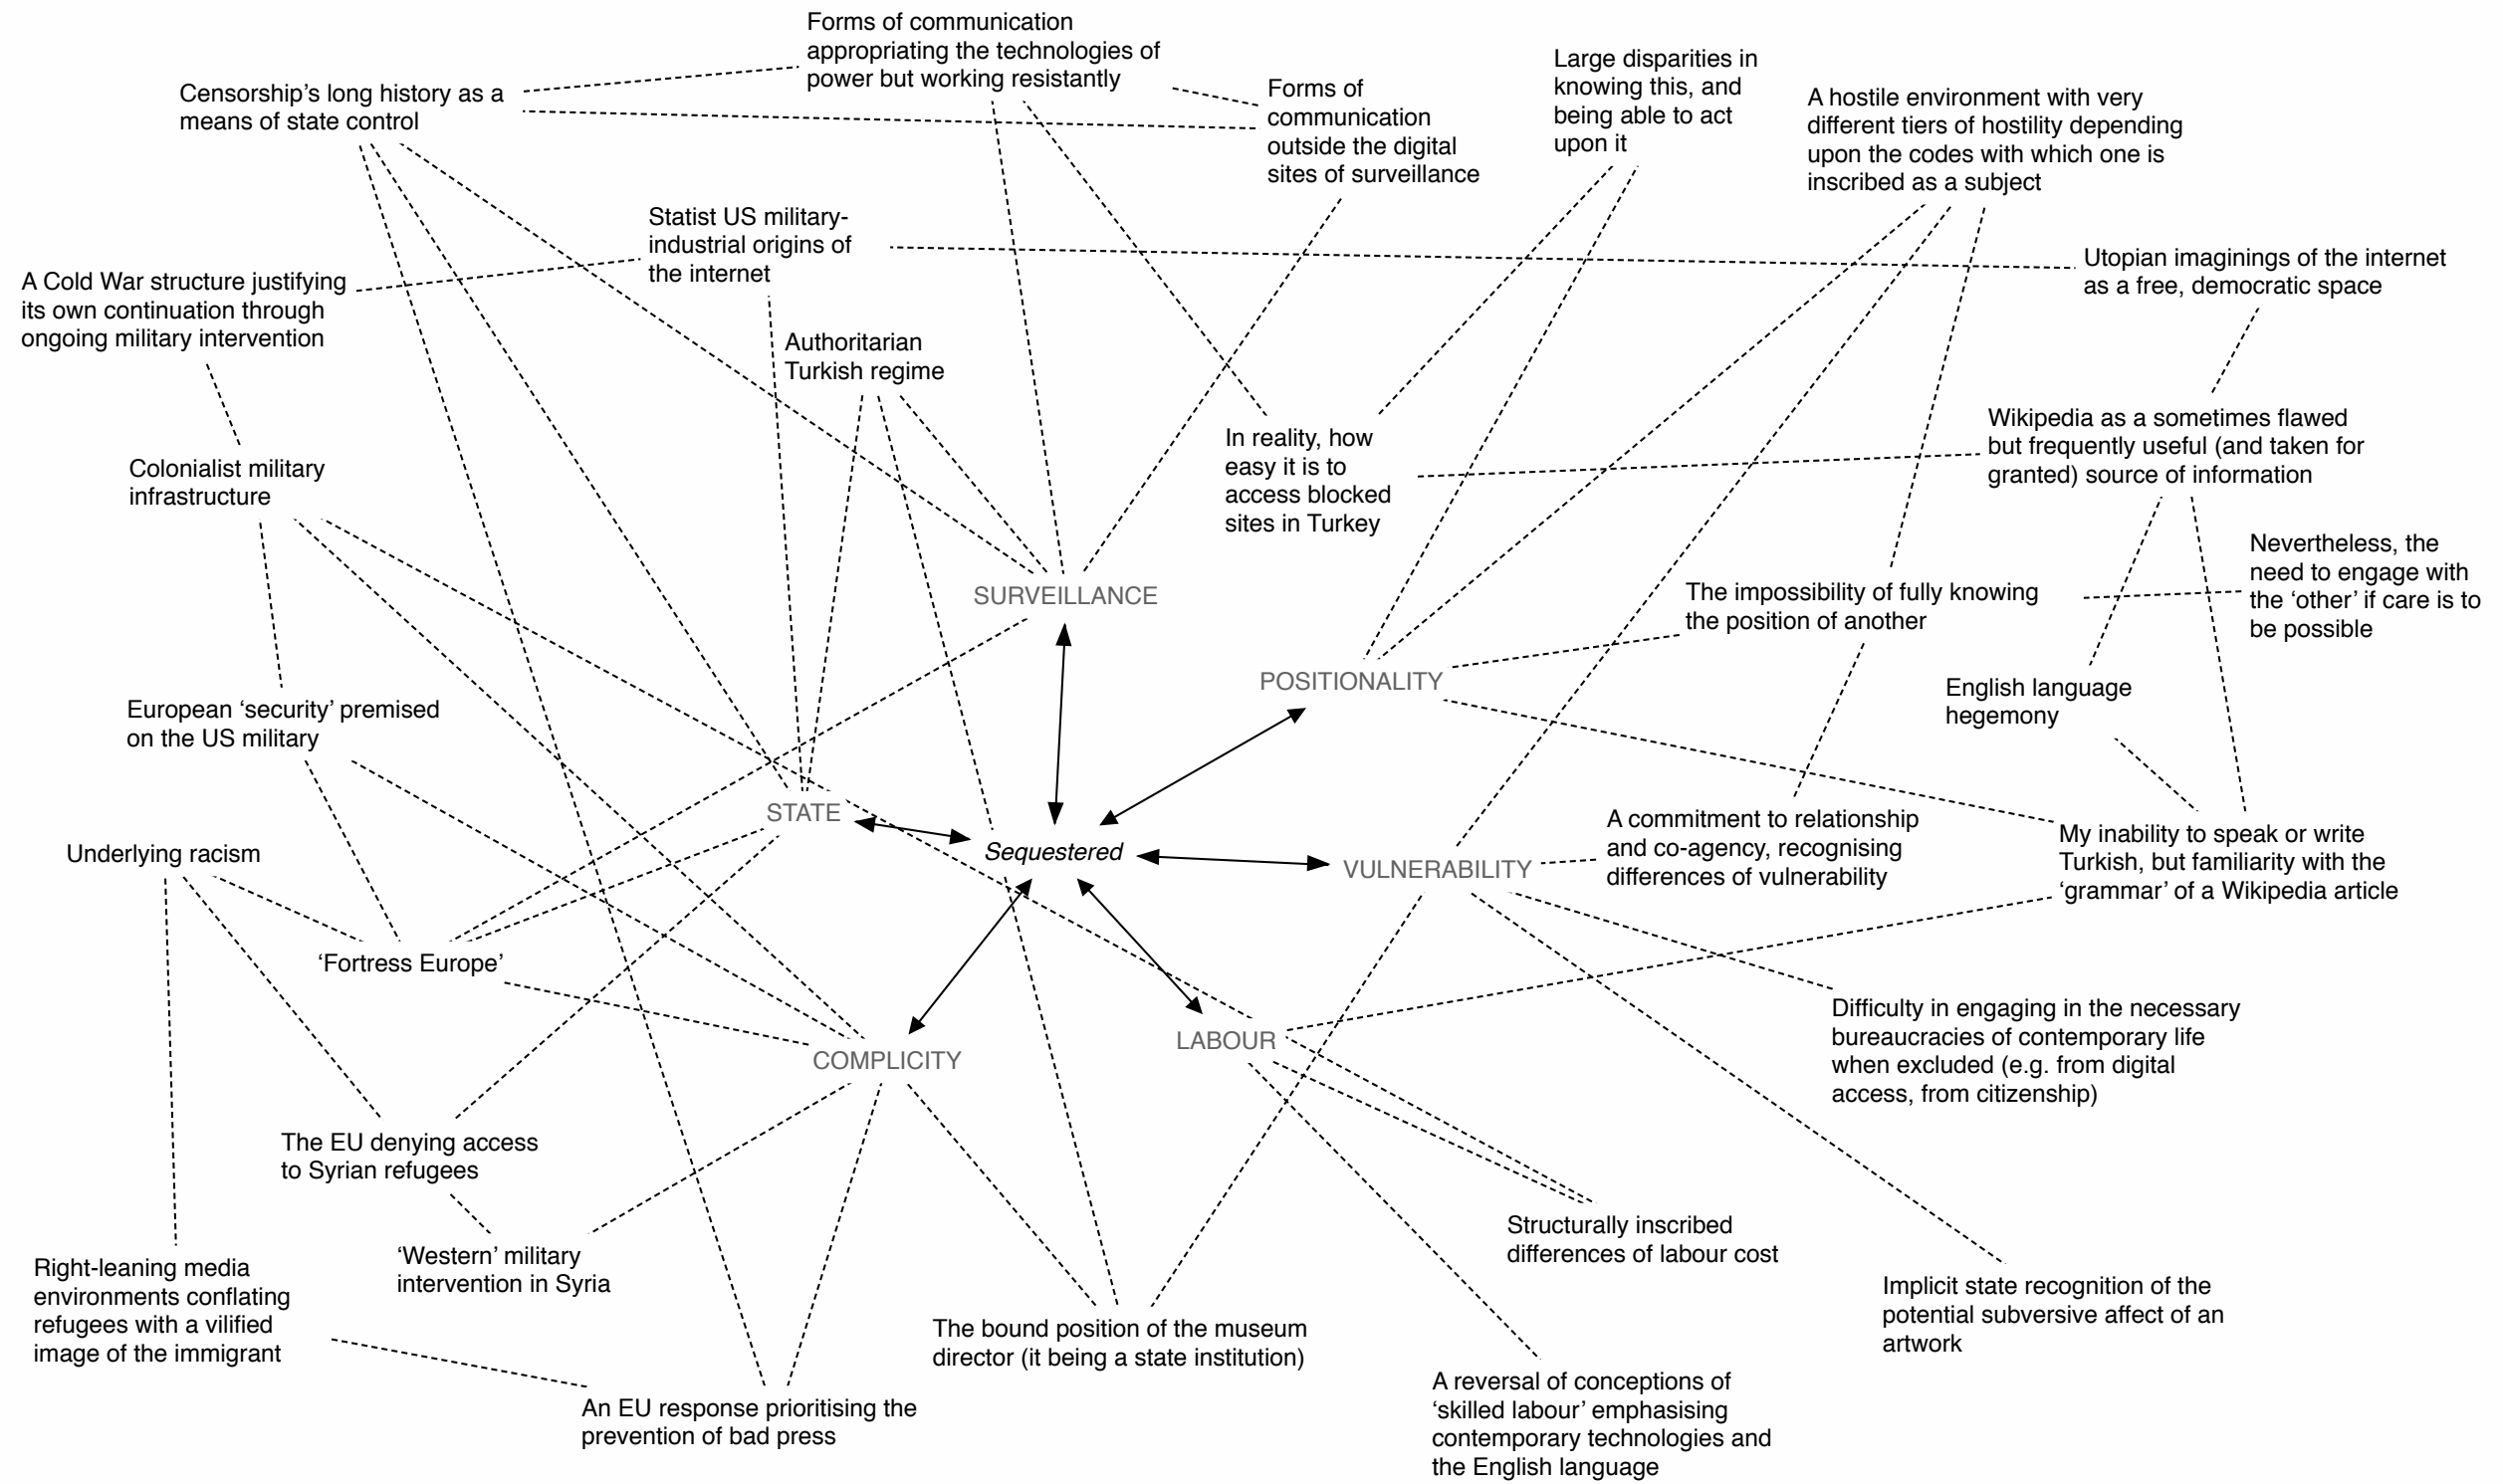 Forms of communication
appropriating the technologies of
power but working resistantly
Censorship’s long history as a
means of state control
Forms of
communication
outside the digital
sites of surveillance
Large disparities in
knowing this, and
being able to act
upon it
A hostile environment with very
different tiers of hostility depending
upon the codes with which one is
inscribed as a subject
Statist US military-
industrial origins of
the internet
A Cold War structure justifying
its own continuation through
ongoing military intervention
Utopian imaginings of the internet
as a free, democratic space
Authoritarian
Turkish regime
In reality, how
easy it is to
access blocked
sites in Turkey
Wikipedia as a sometimes flawed
but frequently useful (and taken for
granted) source of information
Colonialist military
infrastructure
Nevertheless, the
need to engage with
the ‘other’ if care is to
be possible
SURVEILLANCE
The impossibility of fully knowing
the position of another
POSITIONALITY
English language
hegemony
European ‘security’ premised
on the US military
STATE
Sequestered
VULNERABILITY
A commitment to relationship
and co-agency, recognising
differences of vulnerability
My inability to speak or write
Turkish, but familiarity with the
‘grammar’ of a Wikipedia article
Underlying racism
‘Fortress Europe’
COMPLICITY
LABOUR
Difficulty in engaging in the necessary
bureaucracies of contemporary life
when excluded (e.g. from digital
access, from citizenship)
The EU denying access
to Syrian refugees
‘Western’ military
intervention in Syria
Structurally inscribed
differences of labour cost
Right-leaning media
environments conflating
refugees with a vilified
image of the immigrant
The bound position of the museum
director (it being a state institution)
Implicit state recognition of the
potential subversive affect of an
artwork
An EU response prioritising the
prevention of bad press
A reversal of conceptions of
‘skilled labour’ emphasising
contemporary technologies and
the English language